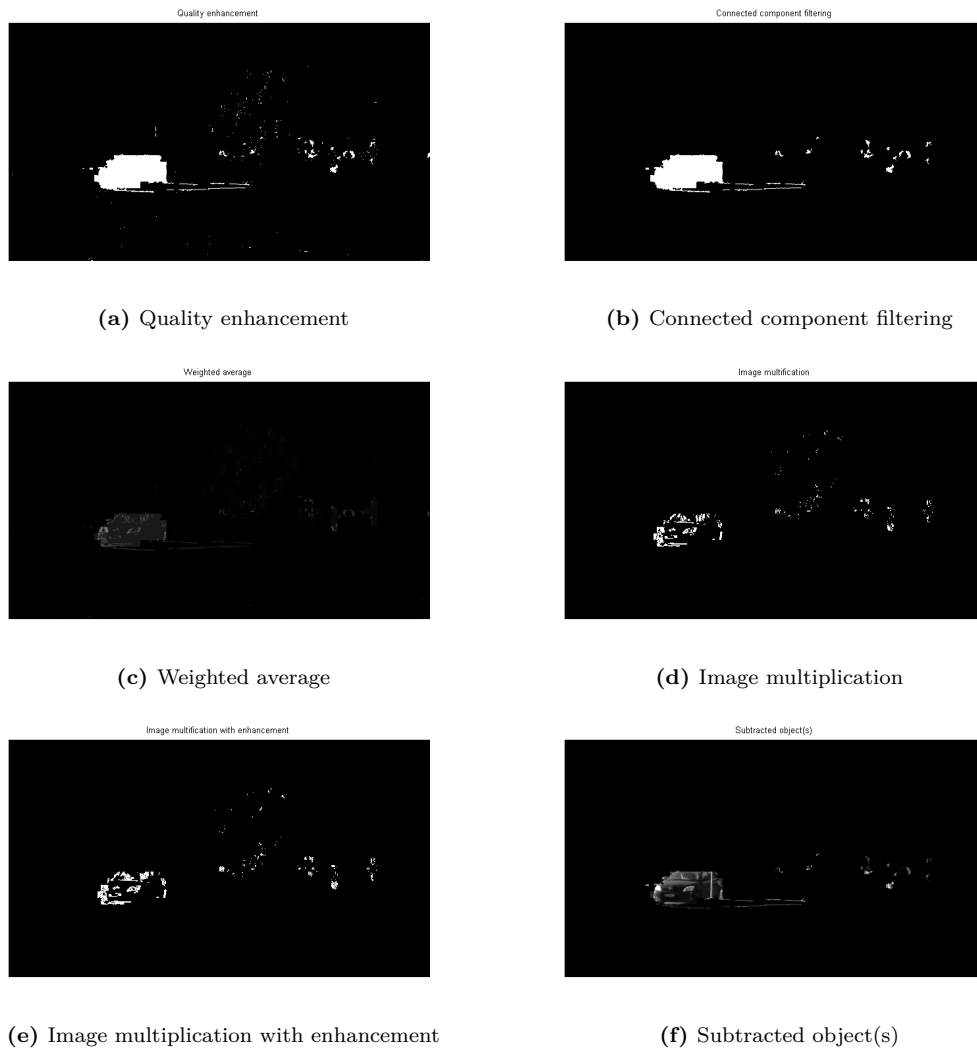 Quality enhancement
Connected component filtering
(a) Quality enhancement
(b) Connected component filtering
Weighted average
Image multification
(c) Weighted average
(d) Image multiplication
Image multification with enhancement
Subtracted object(s)
(e) Image multiplication with enhancement
(f) Subtracted object(s)